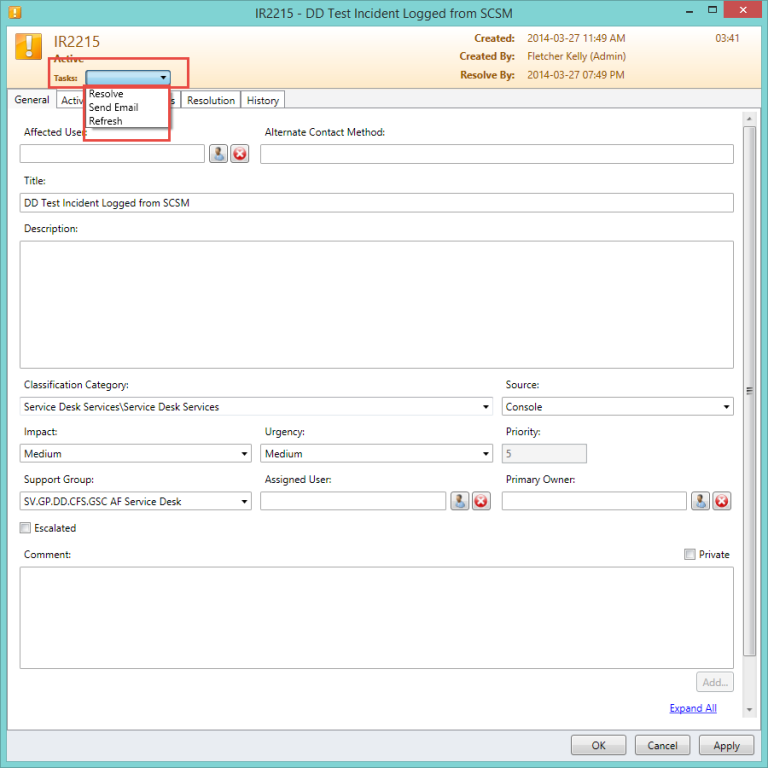 IR2215 - DD Test Incident Logged from SCSM
IR2215
Created: 2014-03-27 11:49 AM 03:41
Active
Created By: Fletcher Kelly (Admin)
Tasks:
Resolve By: 2014-03-27 07:49 PM
Resolve
Send Email
Refresh
General Resolution History
Affected User: Alternate Contact Method:
Title:
DD Test Incident Logged from SCSM
Description:
Classification Category: Source:
Service Desk Services\Service Desk Services Console
Impact: Urgency: Priority:
Medium Medium 5
Support Group: Assigned User: Primary Owner:
SV.GP.DD.CFS.GSC AF Service Desk
Escalated
Comment: Private
Add...
Expand All
OK Cancel Apply